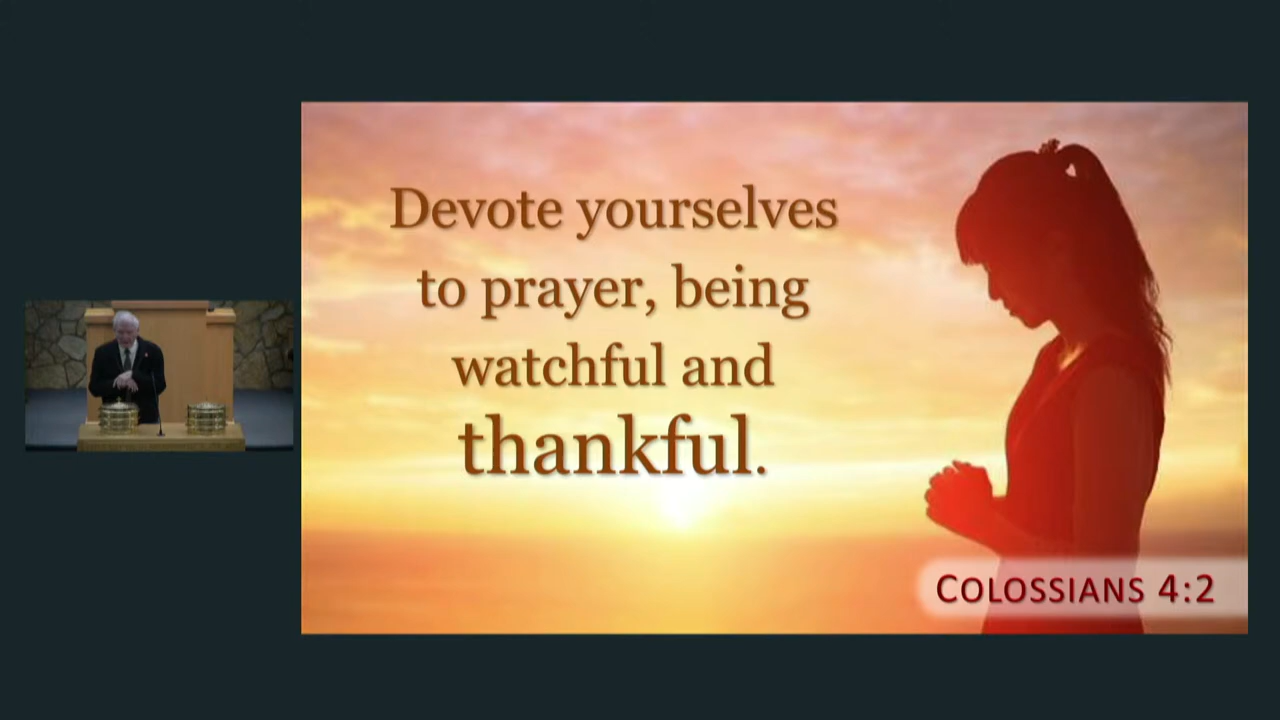 Devote yourselves
to prayer, being
watchful and
thankful.
COLOSSIANS 4:2